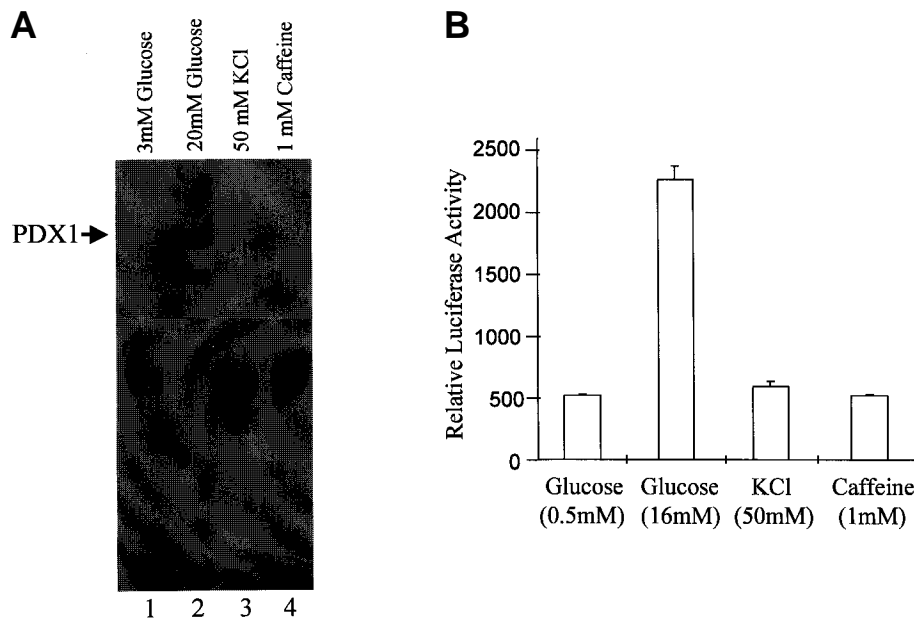 A
3mM Glucose
20mM Glucose
50 mM KCl
1 mM Caffeine
PDX1
1 2 3 4
B
Relative Luciferase Activity
2500
2000
1500
1000
500
0
Glucose Glucose KCl Caffeine
(0.5mM) (16mM) (50mM) (1mM)